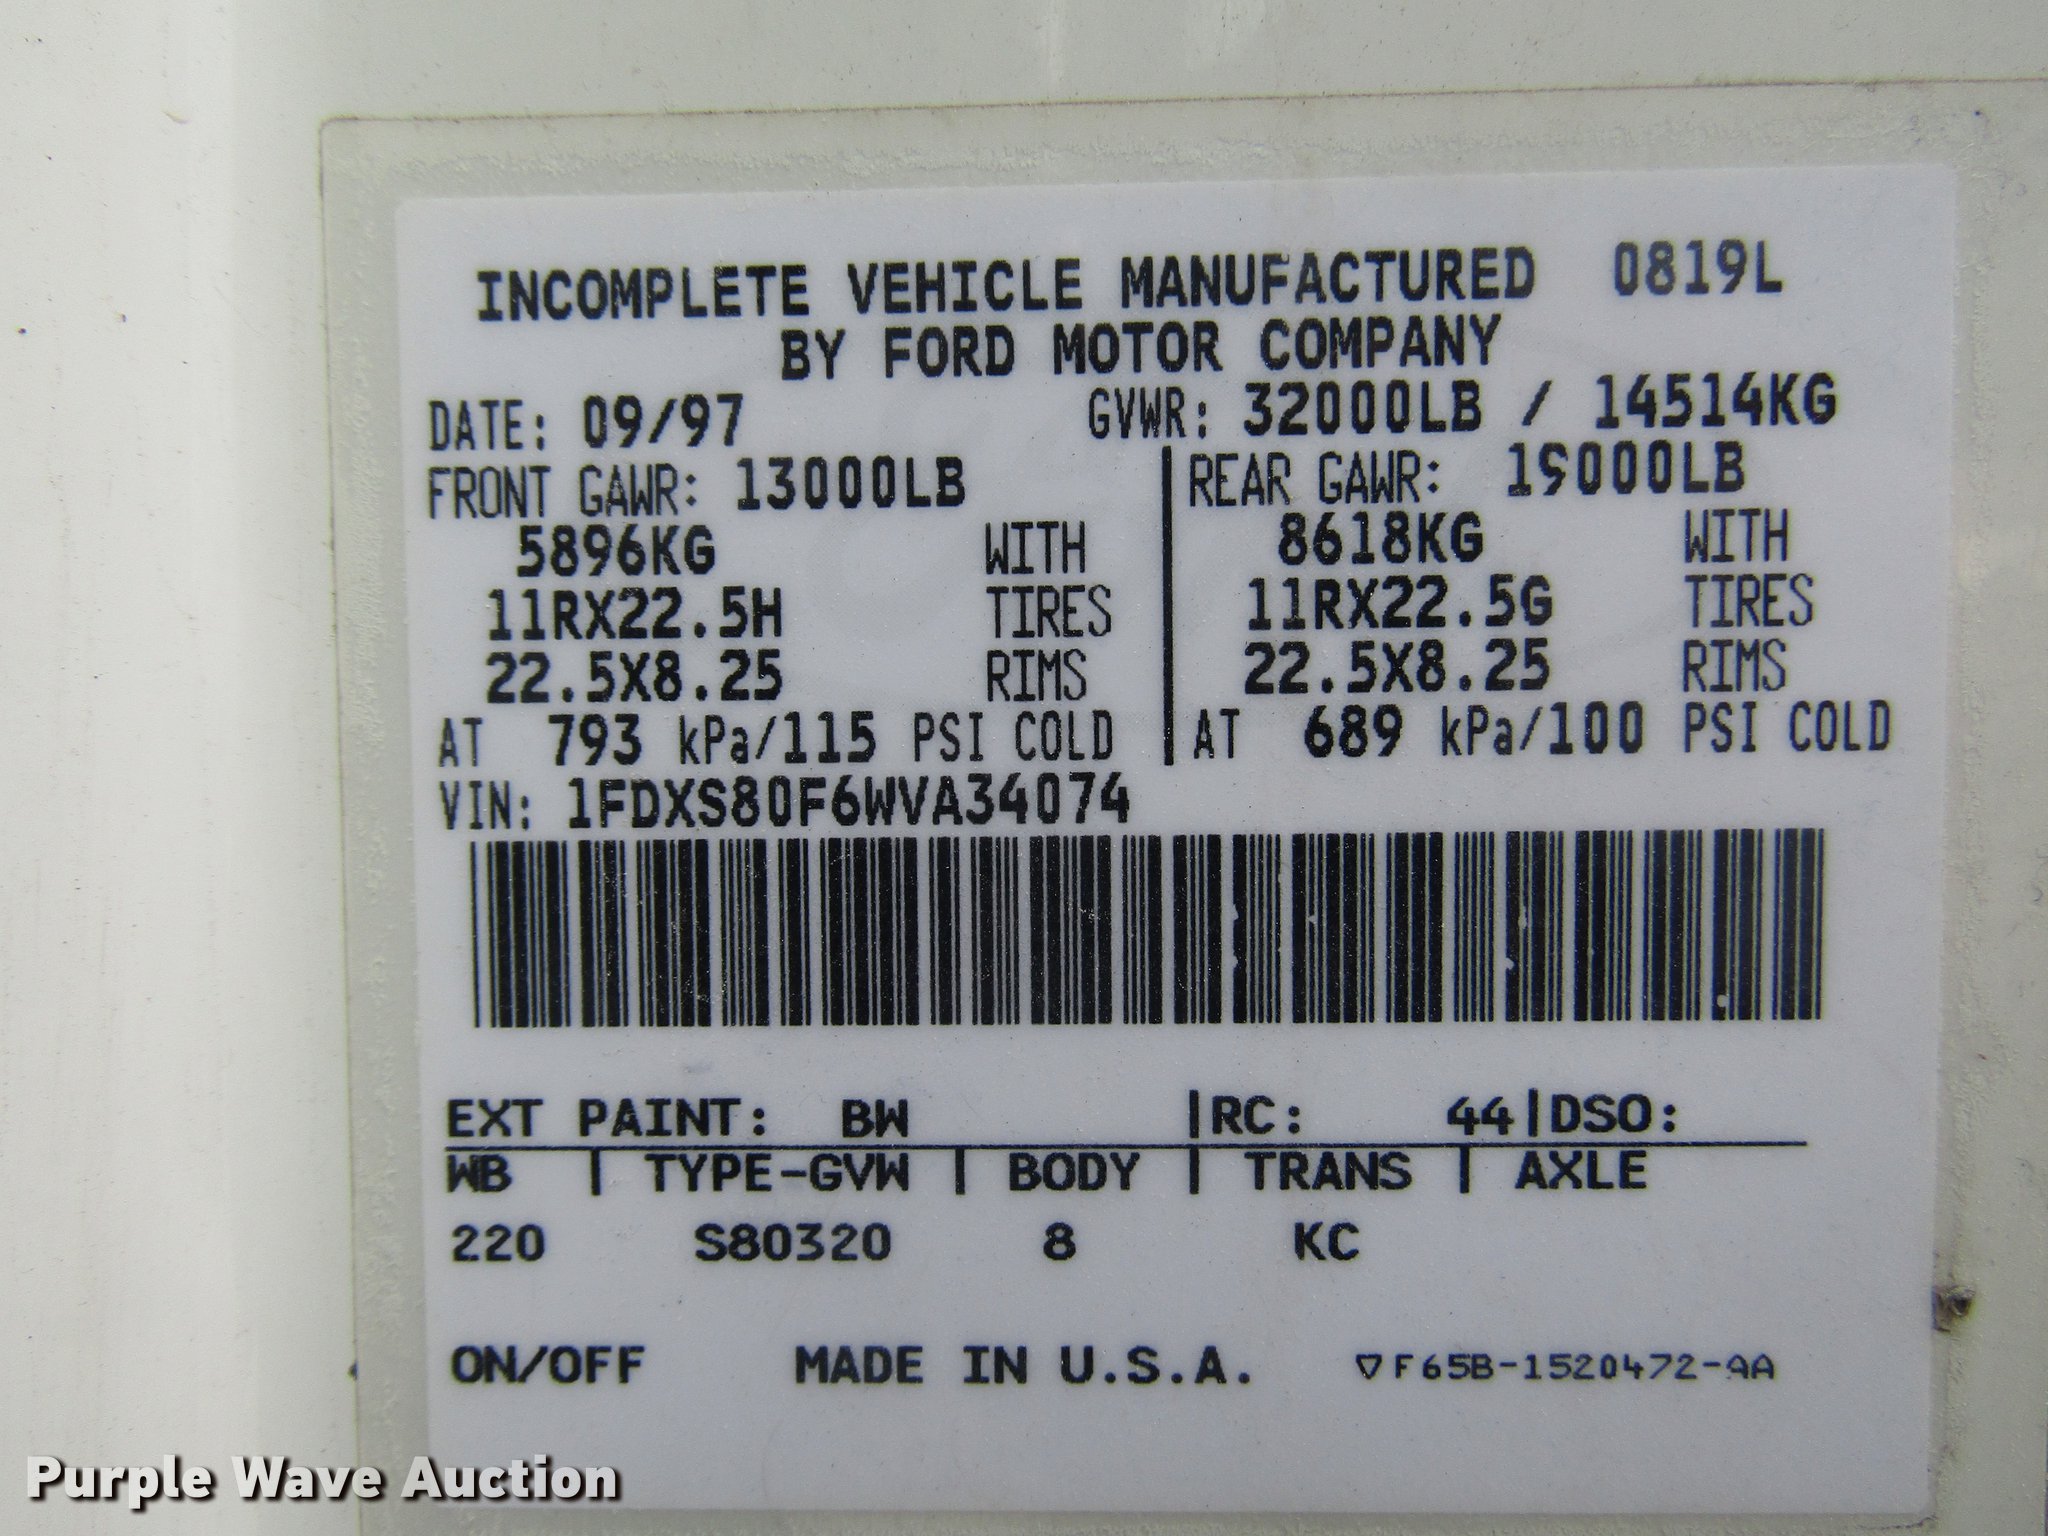 INCOMPLETE VEHICLE MANUFACTURED 0819L
BY FORD MOTOR COMPANY
DATE: 09/97 GVWR: 32000LB / 14514KG
FRONT GAWR: 13000LB REAR GAWR: 19000LB
5896KG WITH 8618KG WITH
11RX22.5H TIRES 11RX22.5G TIRES
22.5X8.25 RIMS 22.5X8.25 RIMS
AT 793 kPa/115 PSI COLD AT 689 kPa/100 PSI COLD
VIN: 1FDXS80F6WVA34074
EXT PAINT: BW |RC: 44|DSO:
WB | TYPE-GVW | BODY | TRANS | AXLE
220 S80320 8 KC
ON/OFF MADE IN U.S.A. ▽F65B-1520472-AA
Purple Wave Auction